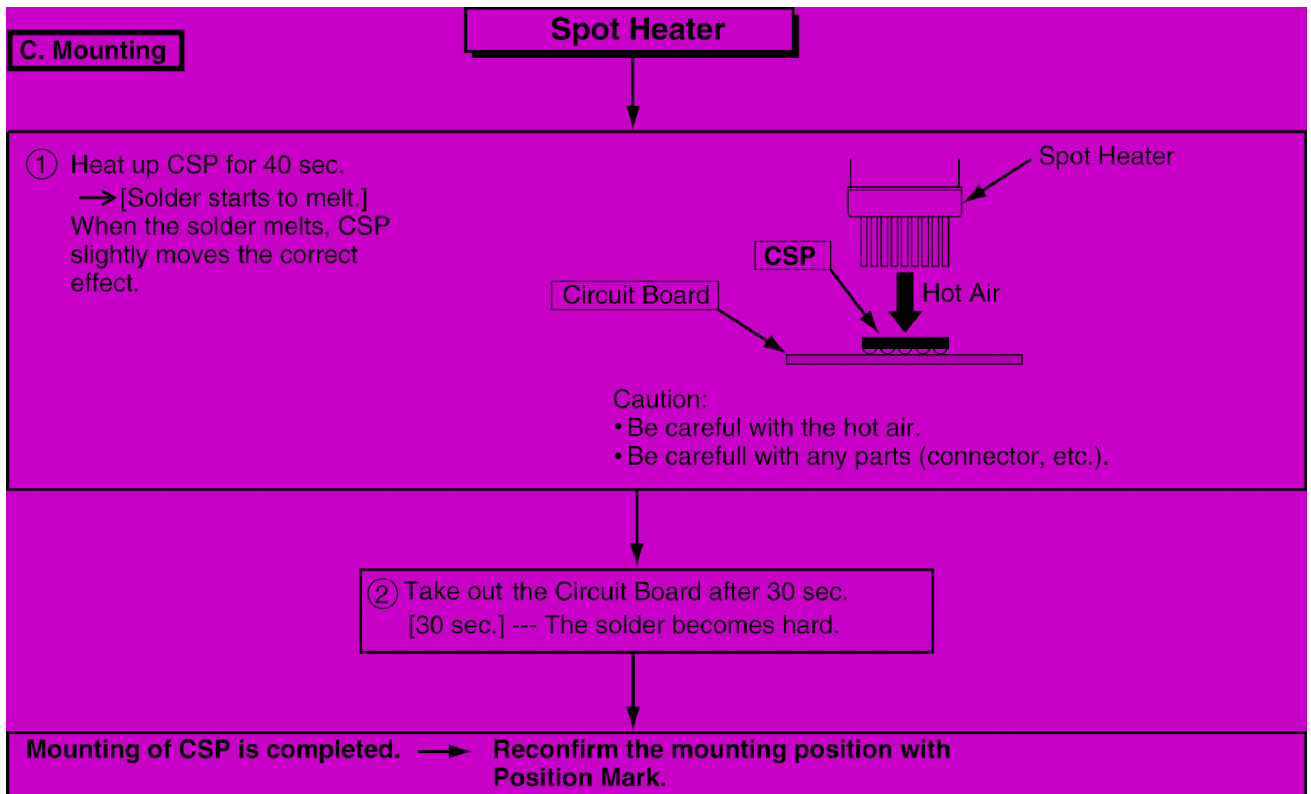 Spot Heater
C. Mounting
① Heat up CSP for 40 sec.
→[Solder starts to melt.]
When the solder melts, CSP
slightly moves the correct
effect.
Spot Heater
CSP
Hot Air
Circuit Board
Caution:
•Be careful with the hot air.
•Be carefull with any parts (connector, etc.).
② Take out the Circuit Board after 30 sec.
[30 sec.] --- The solder becomes hard.
Mounting of CSP is completed. → Reconfirm the mounting position with
Position Mark.